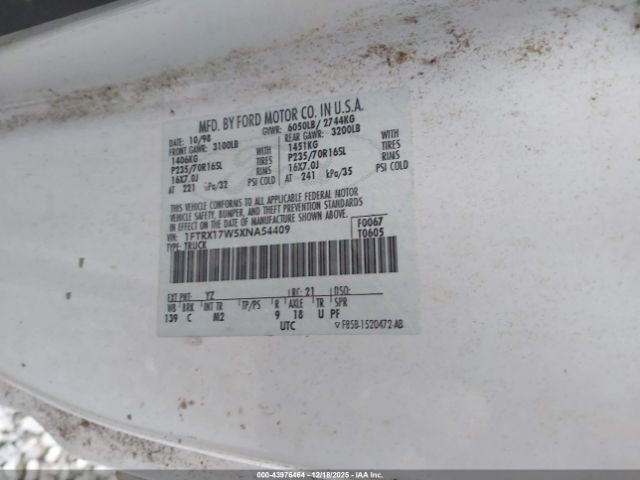 MFD. BY FORD MOTOR CO. IN U.S.A.
DATE: 10/94 GVWR: 6050LB/ 2744KG
FRONT GAWR: 3100LB REAR GAWR: 3200LB
1406KG WITH 1451KG WITH
P235/70R16SL TIRES P235/70R16SL TIRES
16X7.0J RIMS 16X7.0J RIMS
AT 221 kPa/32 PSI COLD AT 241 kPa/35 PSI COLD
THIS VEHICLE CONFORMS TO ALL APPLICABLE FEDERAL MOTOR
VEHICLE SAFETY, BUMPER, AND THEFT PREVENTION STANDARDS
IN EFFECT ON THE DATE OF MANUFACTURE SHOWN ABOVE.
VIN: 1FTRX17W5XNA54409 F0067
TYPE: TRUCK T0605
EXT PNT: YZ RC: 21 DSO:
WB BRK INT TR TP/PS R AXLE TR SPR
139 C M2 9 18 U PF
UTC ▽ F85B-1520472-AB
00-43976464 - 12/18/2025 - IAAI.COM